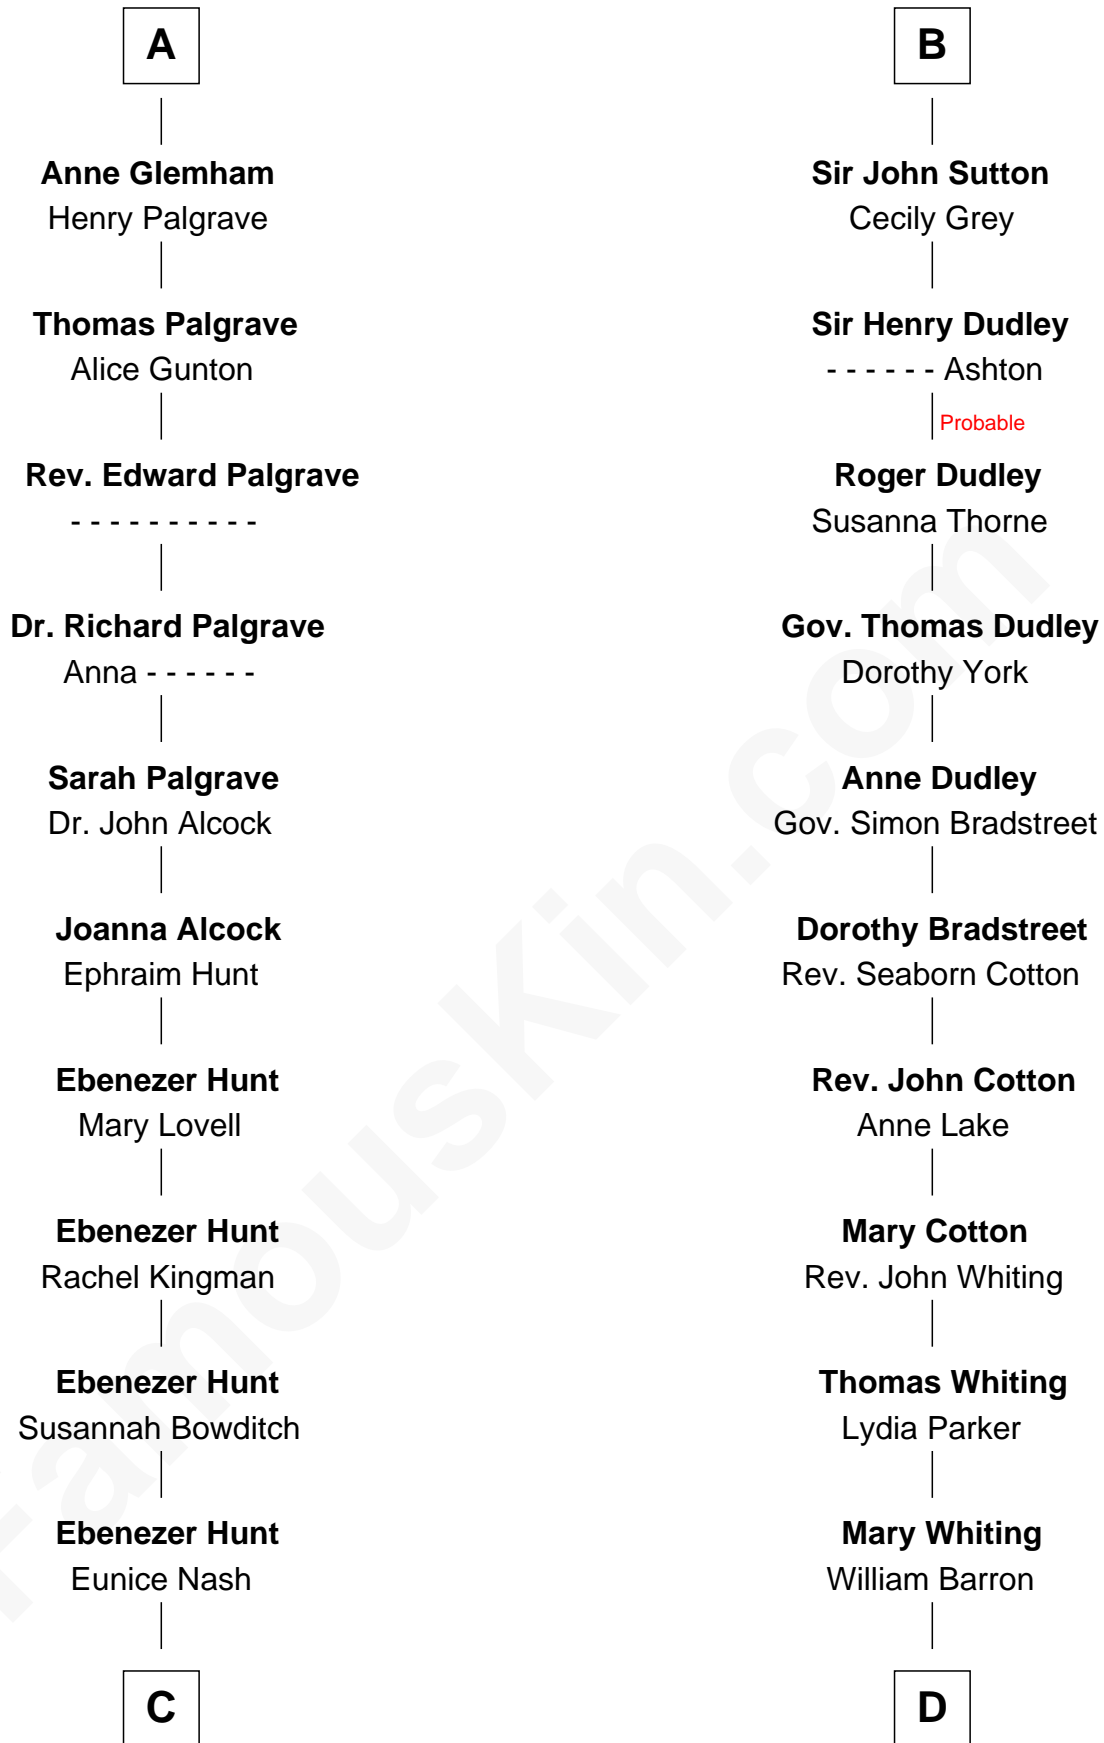 A
Anne Glemham
Henry Palgrave
Thomas Palgrave
Alice Gunton
Rev. Edward Palgrave
- - - - - - - - - -
Dr. Richard Palgrave
Anna - - - - - -
Sarah Palgrave
Dr. John Alcock
Joanna Alcock
Ephraim Hunt
Ebenezer Hunt
Mary Lovell
Ebenezer Hunt
Rachel Kingman
Ebenezer Hunt
Susannah Bowditch
Ebenezer Hunt
Eunice Nash
C
B
Sir John Sutton
Cecily Grey
Sir Henry Dudley
- - - - - - Ashton
Probable
Roger Dudley
Susanna Thorne
Gov. Thomas Dudley
Dorothy York
Anne Dudley
Gov. Simon Bradstreet
Dorothy Bradstreet
Rev. Seaborn Cotton
Rev. John Cotton
Anne Lake
Mary Cotton
Rev. John Whiting
Thomas Whiting
Lydia Parker
Mary Whiting
William Barron
D
FamousKin.com